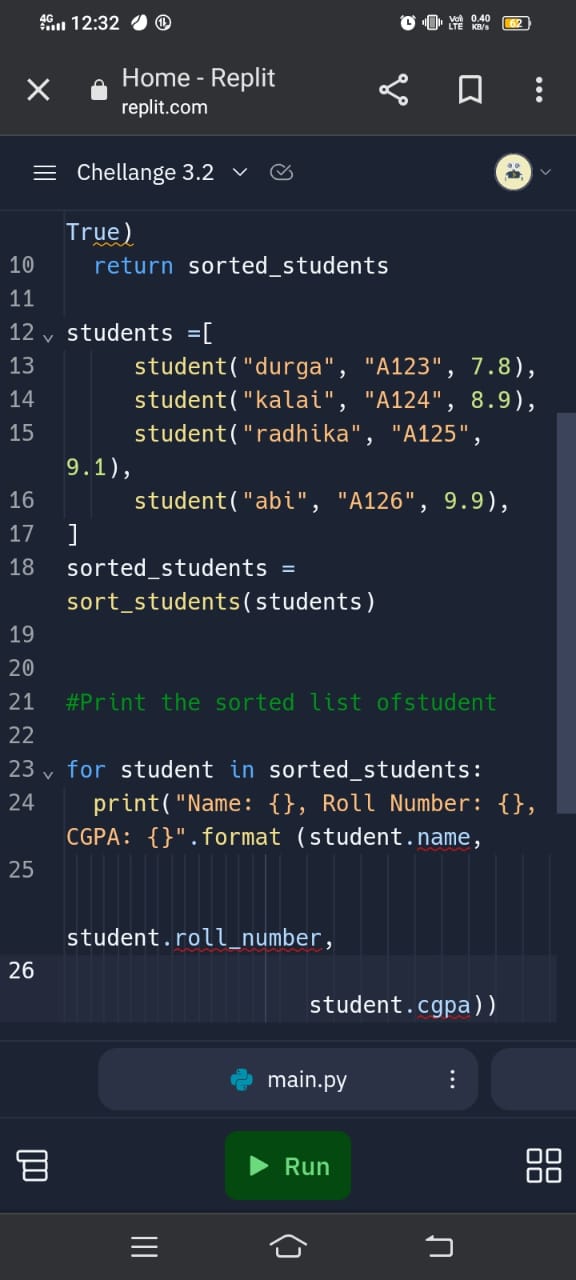 4G 12:32 Vo) LTE 0.40 KB/s 62
Home - Replit
replit.com
Chellange 3.2
True)
10 return sorted_students
11
12 students =[
13 student("durga", "A123", 7.8),
14 student("kalai", "A124", 8.9),
15 student("radhika", "A125",
9.1),
16 student("abi", "A126", 9.9),
17 ]
18 sorted_students =
sort_students(students)
19
20
21 #Print the sorted list ofstudent
22
23 for student in sorted_students:
24 print("Name: {}, Roll Number: {},
CGPA: {}".format (student.name,
25
student.roll_number,
26
student.cgpa))
main.py
Run